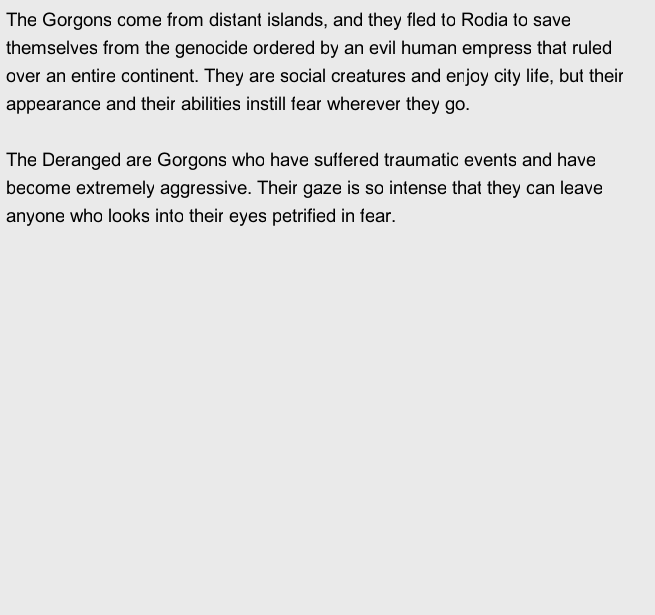 The Gorgons come from distant islands, and they fled to Rodia to save
themselves from the genocide ordered by an evil human empress that ruled
over an entire continent. They are social creatures and enjoy city life, but their
appearance and their abilities instill fear wherever they go.
The Deranged are Gorgons who have suffered traumatic events and have
become extremely aggressive. Their gaze is so intense that they can leave
anyone who looks into their eyes petrified in fear.